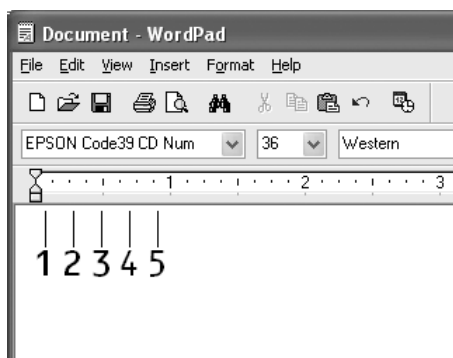 Document - WordPad
File Edit View Insert Format Help
EPSON Code39 CD Num 36 Western
1 2 3
1 2 3 4 5